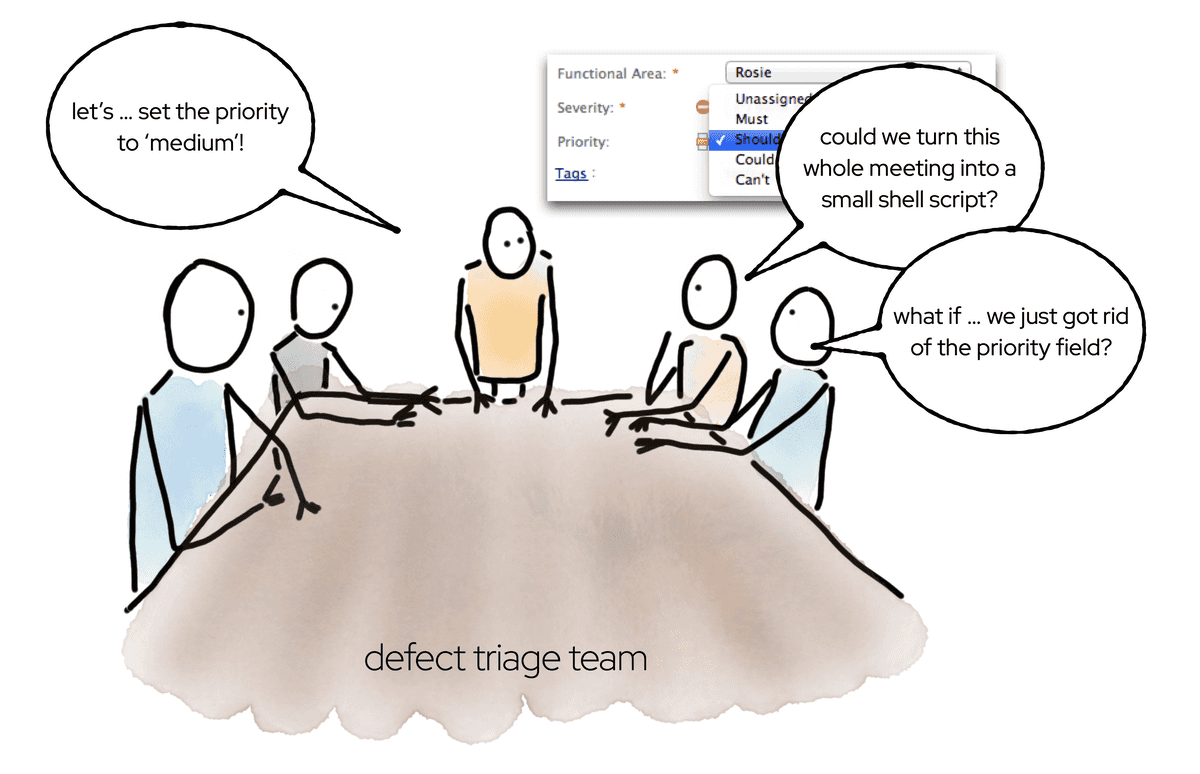 let's ... set the priority
to 'medium'!
Functional Area: *
Rosie
Severity: *
Priority:
Tags :
Unassigned
Must
Should
Could
Can't
could we turn this
whole meeting into a
small shell script?
what if ... we just got rid
of the priority field?
defect triage team